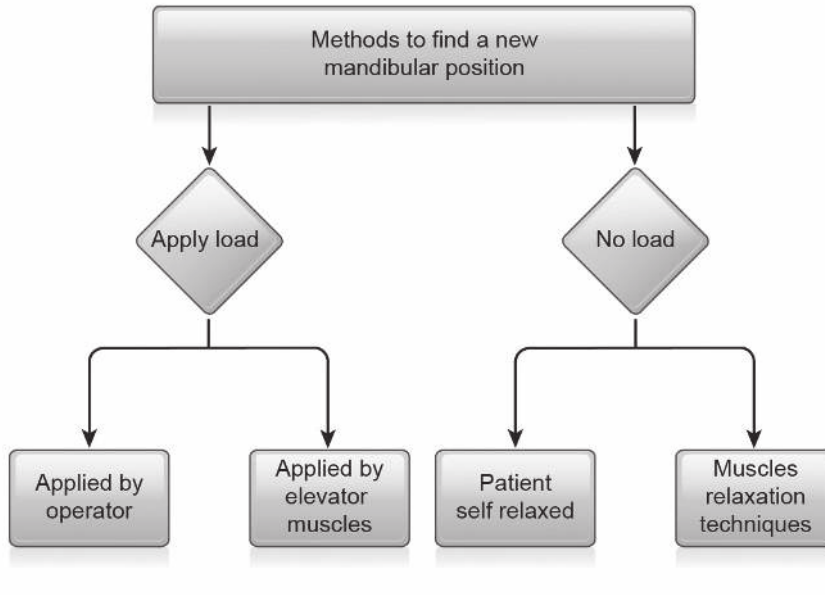 Methods to find a new
mandibular position
Apply load
No load
Applied by
operator
Applied by
elevator
muscles
Patient
self relaxed
Muscles
relaxation
techniques